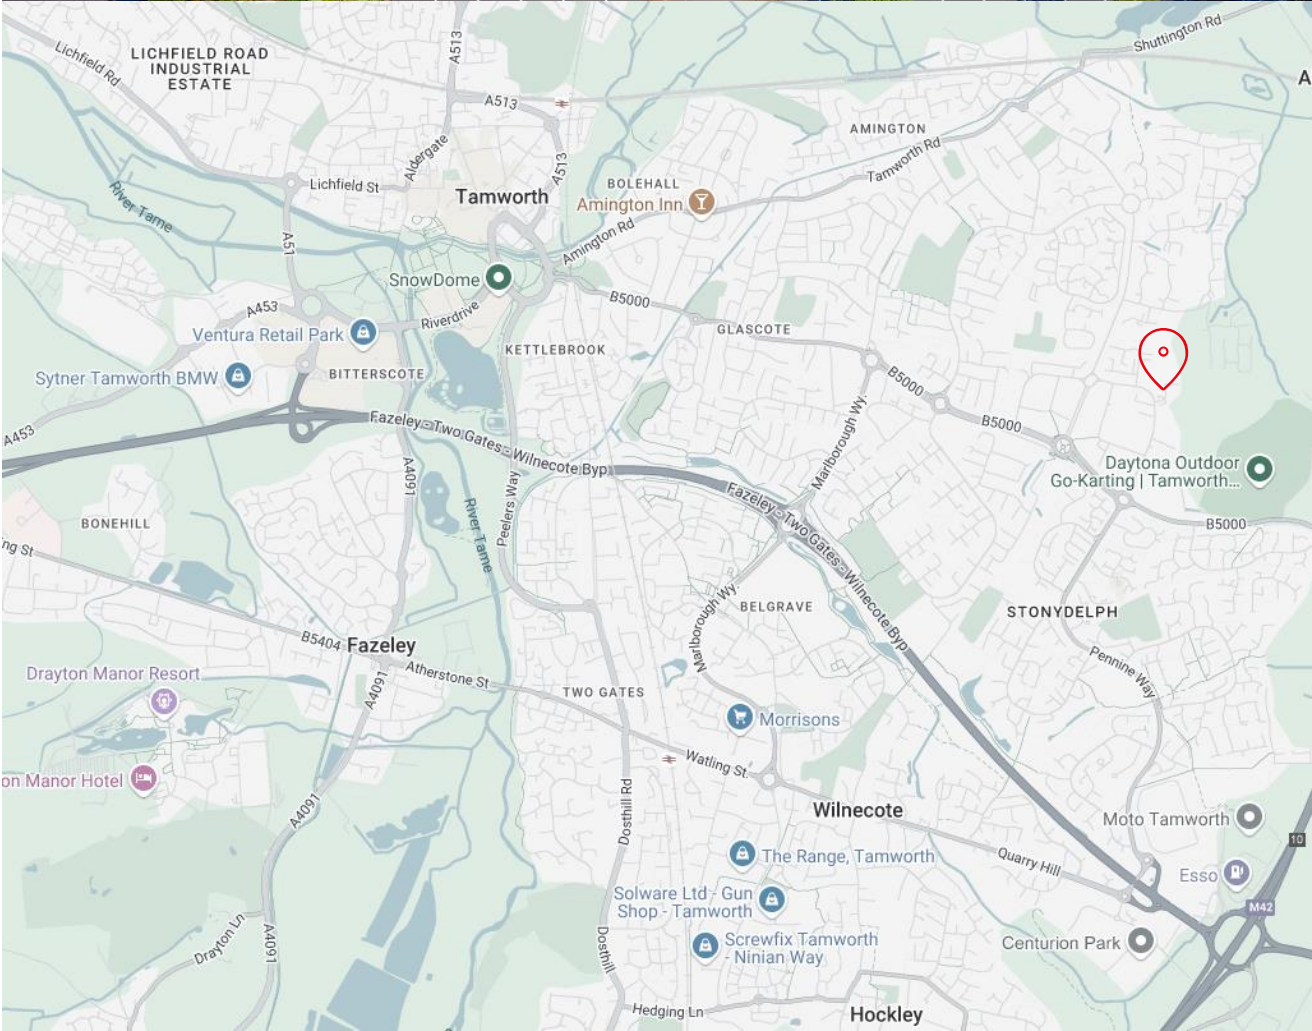 Shuttington Rd
LICHFIELD ROAD
INDUSTRIAL
ESTATE
Lichfield Rd
A513
A
A513
AMINGTON
Aldergate
Tamworth Rd
A513
Lichfield St
BOLEHALL
Tamworth
Amington Inn
River Tame
Amington Rd
A51
SnowDome
B5000
A453
Riverdrive
GLASCOTE
Ventura Retail Park
KETTLEBROOK
Sytner Tamworth BMW
BITTERSCOTE
B5000
A453
Fazeley - Two Gates - Wilnecote Byp
B5000
Marlborough Wy.
Daytona Outdoor
Go-Karting | Tamworth...
A4091
Peelers Way
River Tame
Fazeley - Two Gates - Wilnecote Byp
BONEHILL
B5000
ng St
BELGRAVE
STONYDELPH
Marlborough Wy.
B5404
Fazeley
Atherstone St
Pennine Way
Drayton Manor Resort
A4091
TWO GATES
Morrisons
Watling St.
on Manor Hotel
Dosthill Rd
Wilnecote
A4091
Moto Tamworth
10
The Range, Tamworth
Quarry Hill
Esso
Solware Ltd - Gun
Shop - Tamworth
M42
Drayton Ln
A4091
Dosthill
Screwfix Tamworth
- Ninian Way
Centurion Park
Hedging Ln
Hockley